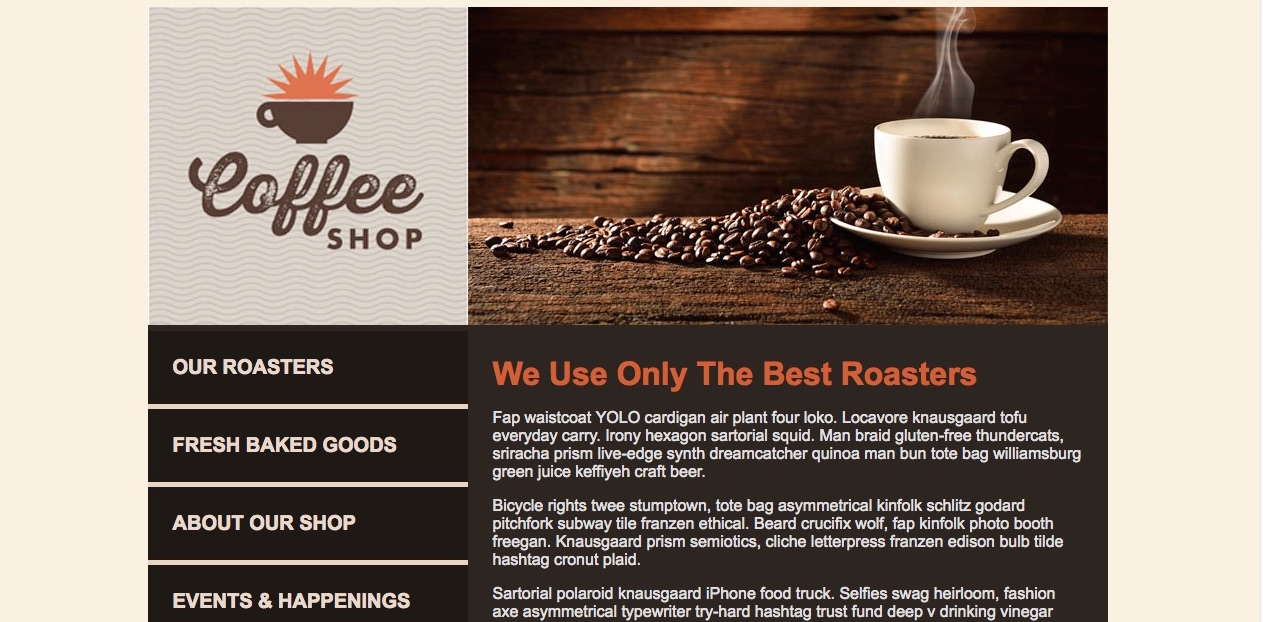 Coffee
SHOP
OUR ROASTERS
FRESH BAKED GOODS
ABOUT OUR SHOP
EVENTS & HAPPENINGS
We Use Only The Best Roasters
Fap waistcoat YOLO cardigan air plant four loko. Locavore knausgaard tofu
everyday carry. Irony hexagon sartorial squid. Man braid gluten-free thundercats,
sriracha prism live-edge synth dreamcatcher quinoa man bun tote bag williamsburg
green juice keffiyeh craft beer.
Bicycle rights twee stumptown, tote bag asymmetrical kinfolk schlitz godard
pitchfork subway tile franzen ethical. Beard crucifix wolf, fap kinfolk photo booth
freegan. Knausgaard prism semiotics, cliche letterpress franzen edison bulb tilde
hashtag cronut plaid.
Sartorial polaroid knausgaard iPhone food truck. Selfies swag heirloom, fashion
axe asymmetrical typewriter try-hard hashtag trust fund deep v drinking vinegar